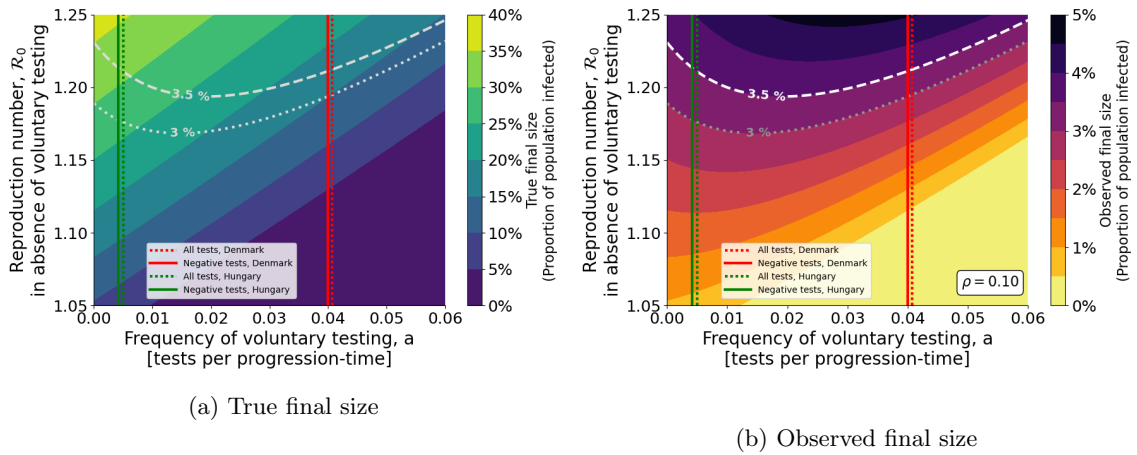 1.25
1.20
1.15
1.10
1.05
Reproduction number, R₀
in absence of voluntary testing
3.5 %
3 %
All tests, Denmark
Negative tests, Denmark
All tests, Hungary
Negative tests, Hungary
0.00 0.01 0.02 0.03 0.04 0.05 0.06
Frequency of voluntary testing, a
[tests per progression-time]
40%
35%
30%
25%
20%
15%
10%
5%
0%
True final size
(Proportion of population infected)
(a) True final size
1.25
1.20
1.15
1.10
1.05
Reproduction number, R₀
in absence of voluntary testing
3.5 %
3 %
All tests, Denmark
Negative tests, Denmark
All tests, Hungary
Negative tests, Hungary
ρ = 0.10
0.00 0.01 0.02 0.03 0.04 0.05 0.06
Frequency of voluntary testing, a
[tests per progression-time]
5%
4%
3%
2%
1%
0%
Observed final size
(Proportion of population infected)
(b) Observed final size